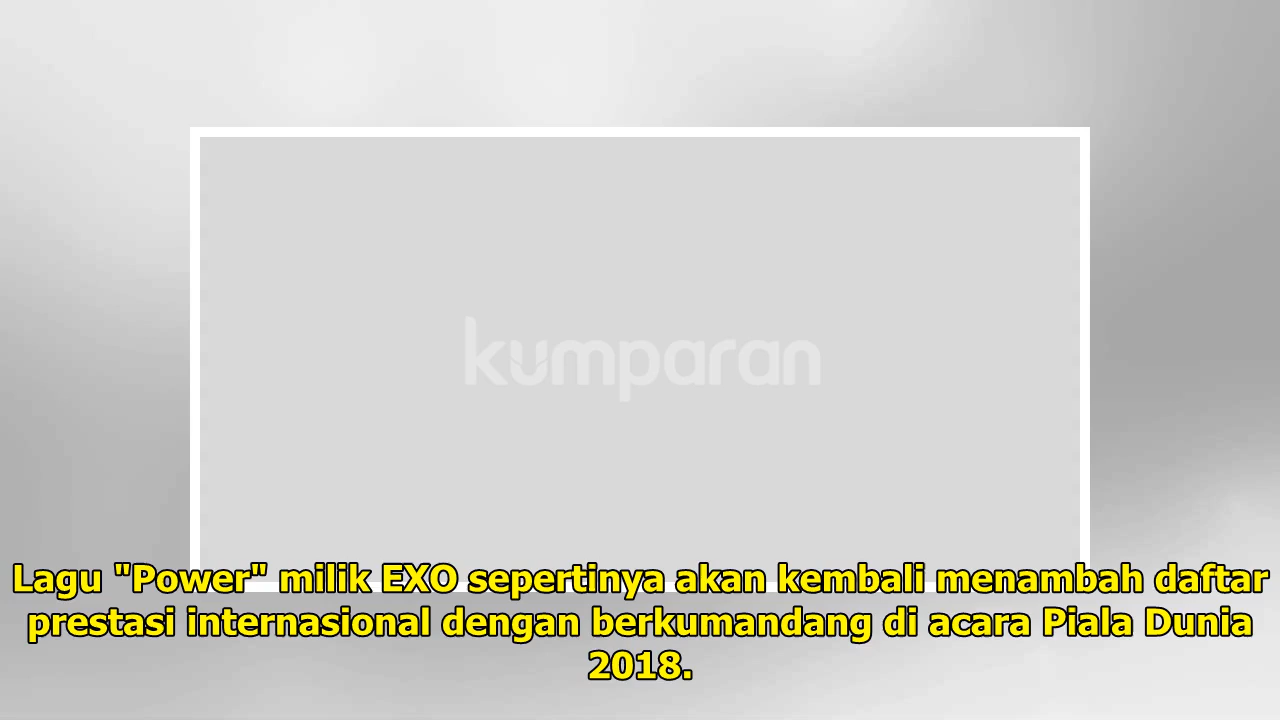 kumparan
Lagu "Power" milik EXO sepertinya akan kembali menambah daftar
prestasi internasional dengan berkumandang di acara Piala Dunia
2018.